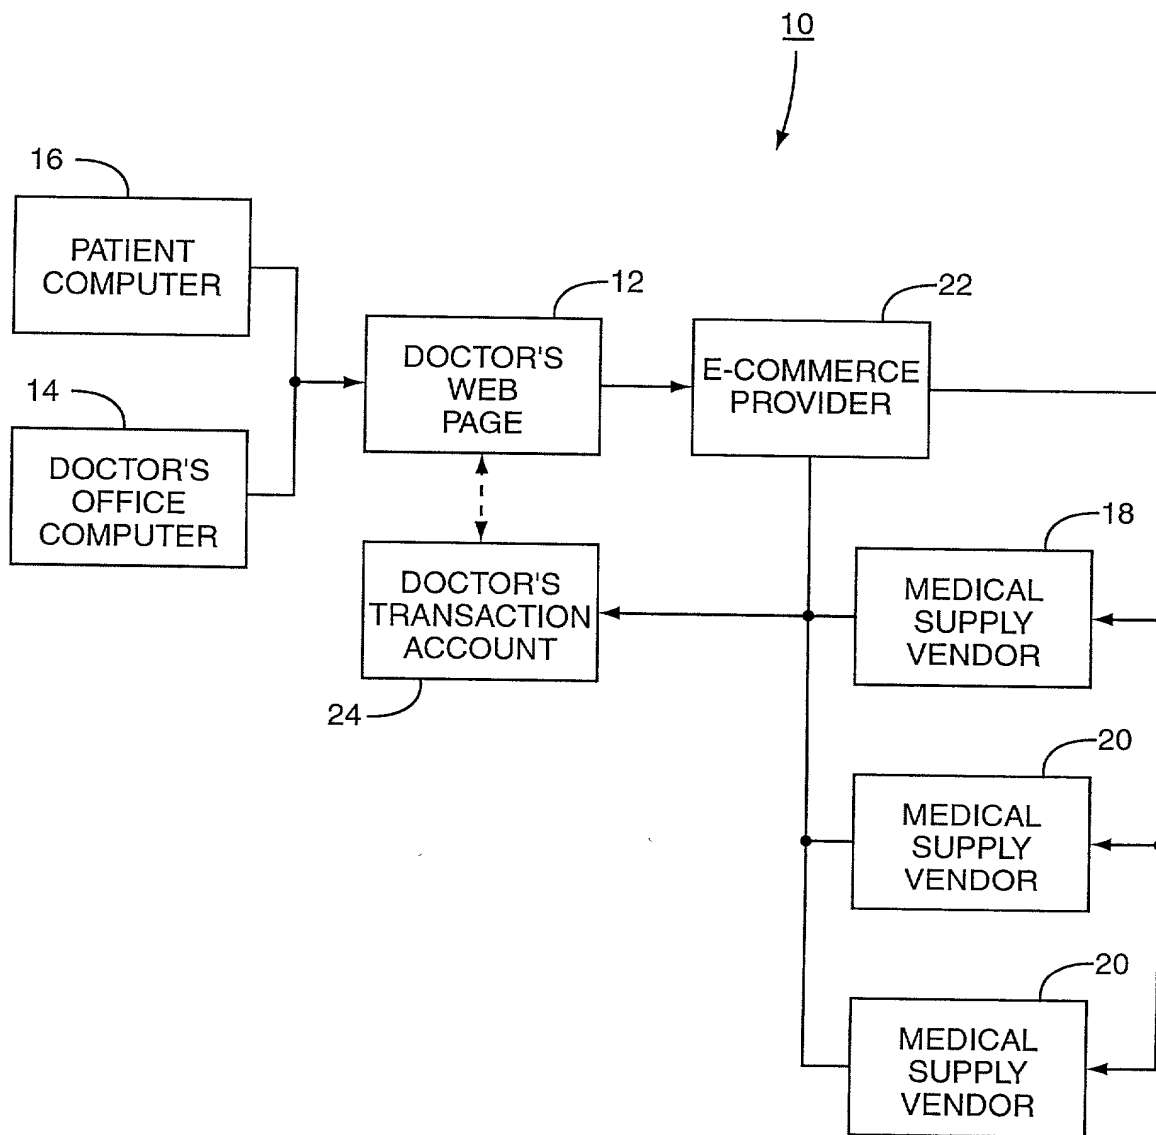 10
16
PATIENT
COMPUTER
12
22
DOCTOR'S
WEB
PAGE
E-COMMERCE
PROVIDER
14
DOCTOR'S
OFFICE
COMPUTER
18
DOCTOR'S
TRANSACTION
ACCOUNT
MEDICAL
SUPPLY
VENDOR
24
20
MEDICAL
SUPPLY
VENDOR
20
MEDICAL
SUPPLY
VENDOR